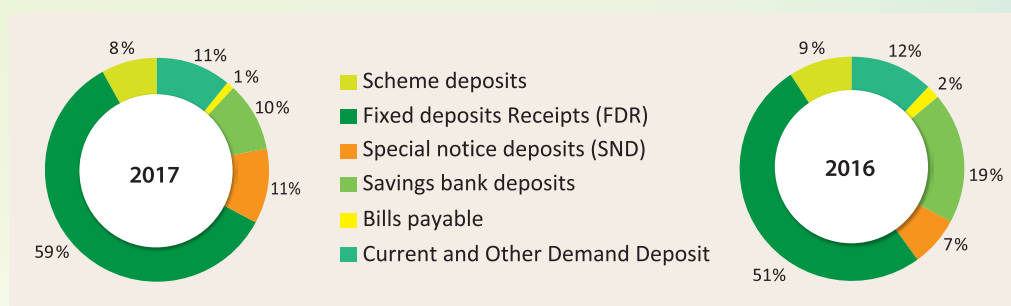 8%
11%
1%
10%
11%
59%
2017
Scheme deposits
Fixed deposits Receipts (FDR)
Special notice deposits (SND)
Savings bank deposits
Bills payable
Current and Other Demand Deposit
9%
12%
2%
19%
7%
51%
2016